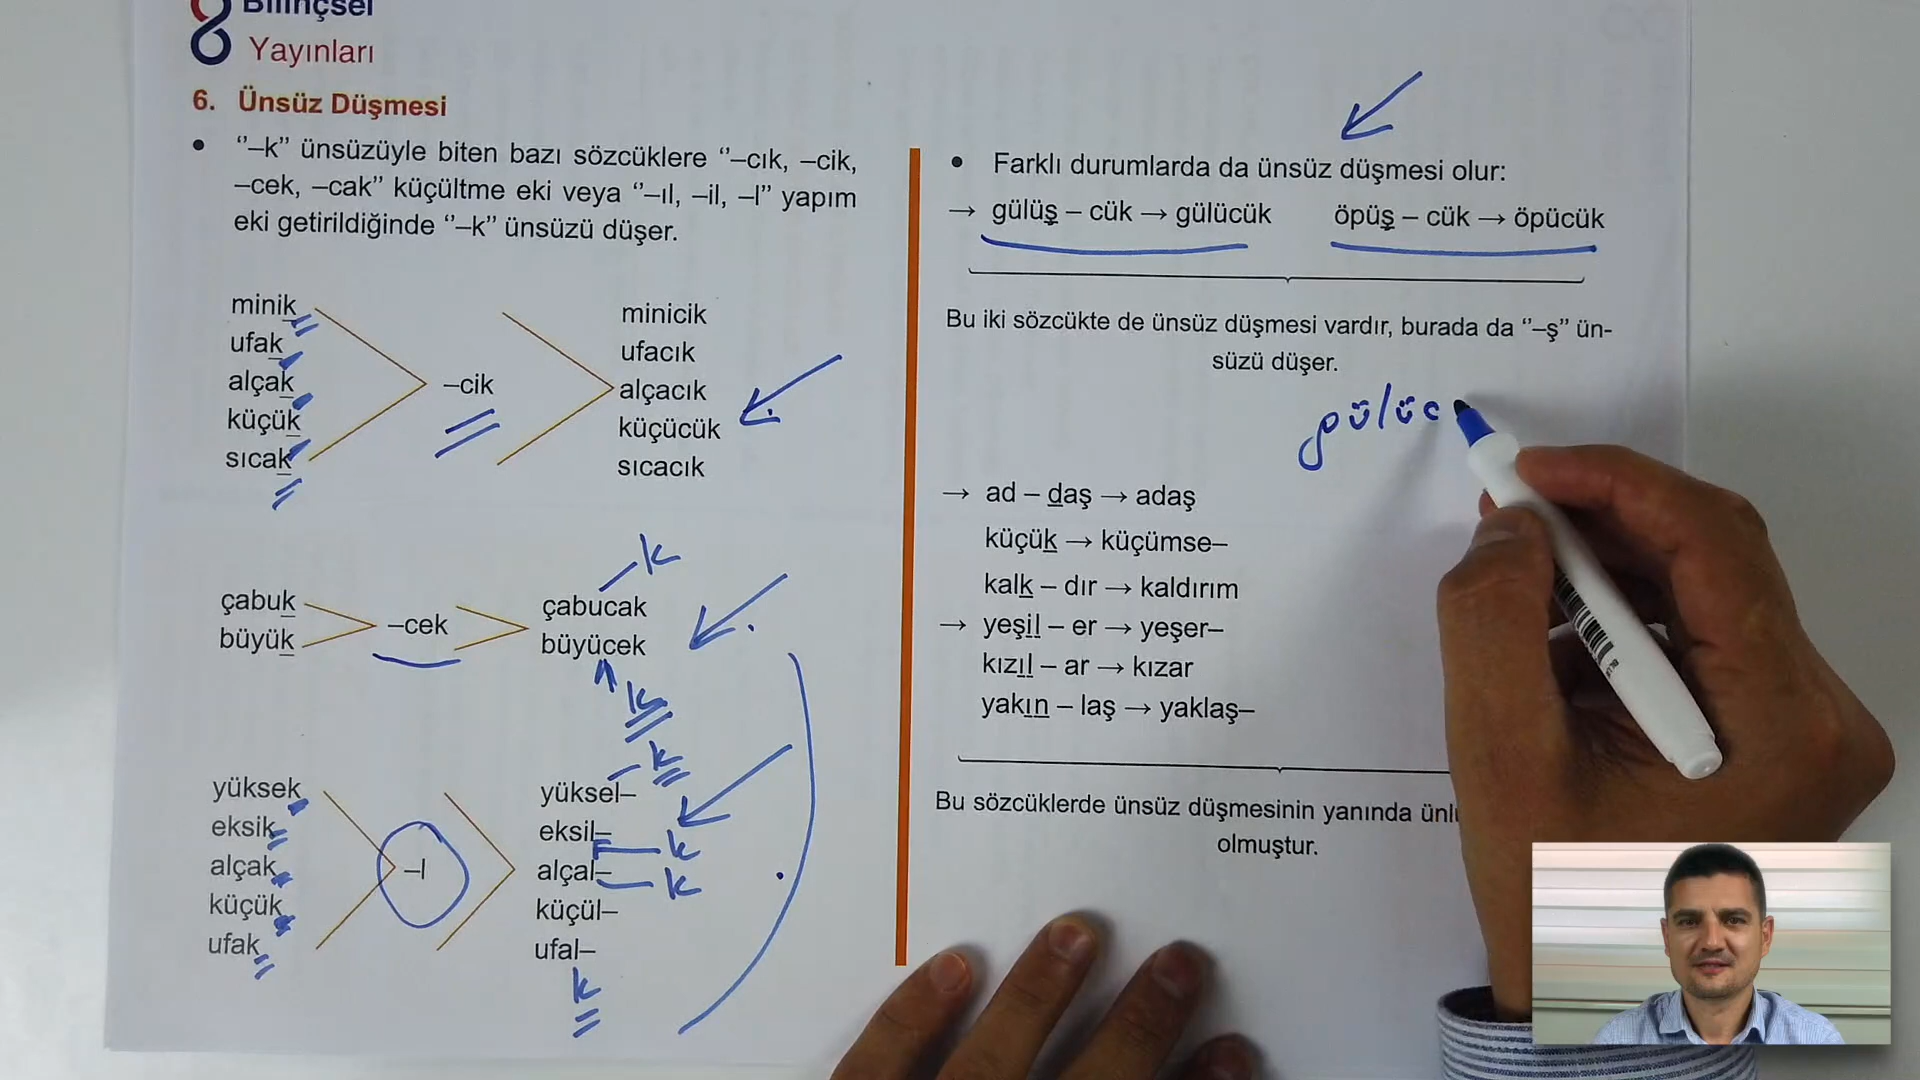 Bilinçsel
Yayınları
6. Ünsüz Düşmesi
• ‘’–k’’ ünsüzüyle biten bazı sözcüklere ‘’–cık, –cik,
–cek, –cak’’ küçültme eki veya ‘’–ıl, –il, –l’’ yapım
eki getirildiğinde ‘’–k’’ ünsüzü düşer.
minik
ufak
alçak
küçük
sıcak
–cik
minicik
ufacık
alçacık
küçücük
sıcacık
k
çabuk
büyük
–cek
çabucak
büyücek
k
yüksek
eksik
alçak
küçük
ufak
–l
k
yüksel–
eksil–
k
alçal–
k
küçül–
ufal–
k
• Farklı durumlarda da ünsüz düşmesi olur:
→ gülüş – cük → gülücük öpüş – cük → öpücük
Bu iki sözcükte de ünsüz düşmesi vardır, burada da ‘’–ş’’ ün-
süzü düşer.
gülüc
→ ad – daş → adaş
küçük → küçümse–
kalk – dır → kaldırım
→ yeşil – er → yeşer–
kızıl – ar → kızar
yakın – laş → yaklaş–
Bu sözcüklerde ünsüz düşmesinin yanında
olmuştur.